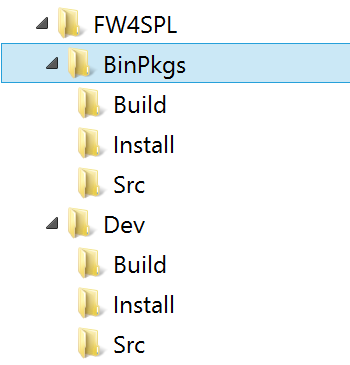 FW4SPL
BinPkgs
Build
Install
Src
Dev
Build
Install
Src